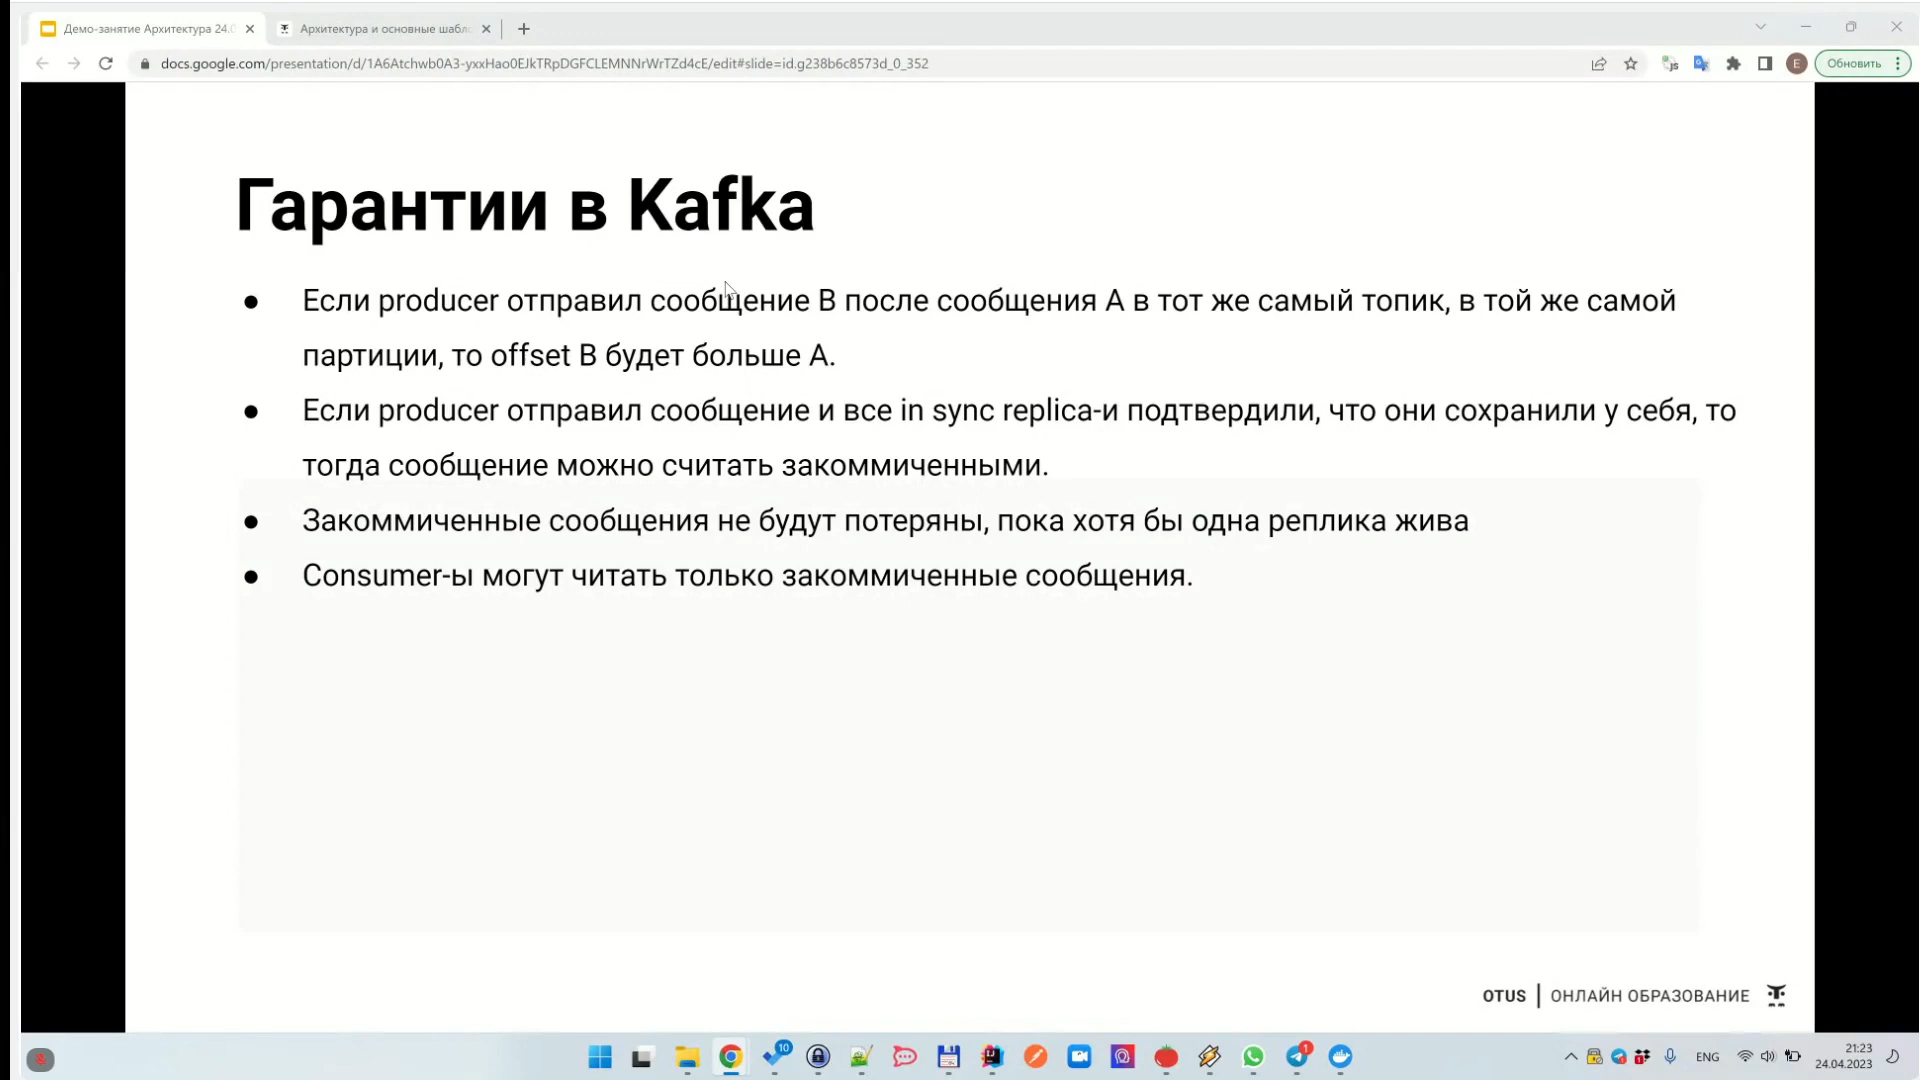 Демо-занятие Архитектура 24.0
Архитектура и основные шабл
docs.google.com/presentation/d/1A6Atchwb0A3-yxxHao0EJkTRpDGFCLEMNNrWrTZd4cE/edit#slide=id.g238b6c8573d_0_352
E
Обновить
Гарантии в Kafka
● Если producer отправил сообщение B после сообщения A в тот же самый топик, в той же самой
партиции, то offset B будет больше A.
● Если producer отправил сообщение и все in sync replica-и подтвердили, что они сохранили у себя, то
тогда сообщение можно считать закоммиченными.
● Закоммиченные сообщения не будут потеряны, пока хотя бы одна реплика жива
● Consumer-ы могут читать только закоммиченные сообщения.
OTUS | ОНЛАЙН ОБРАЗОВАНИЕ
10
1
ENG
21:23
24.04.2023